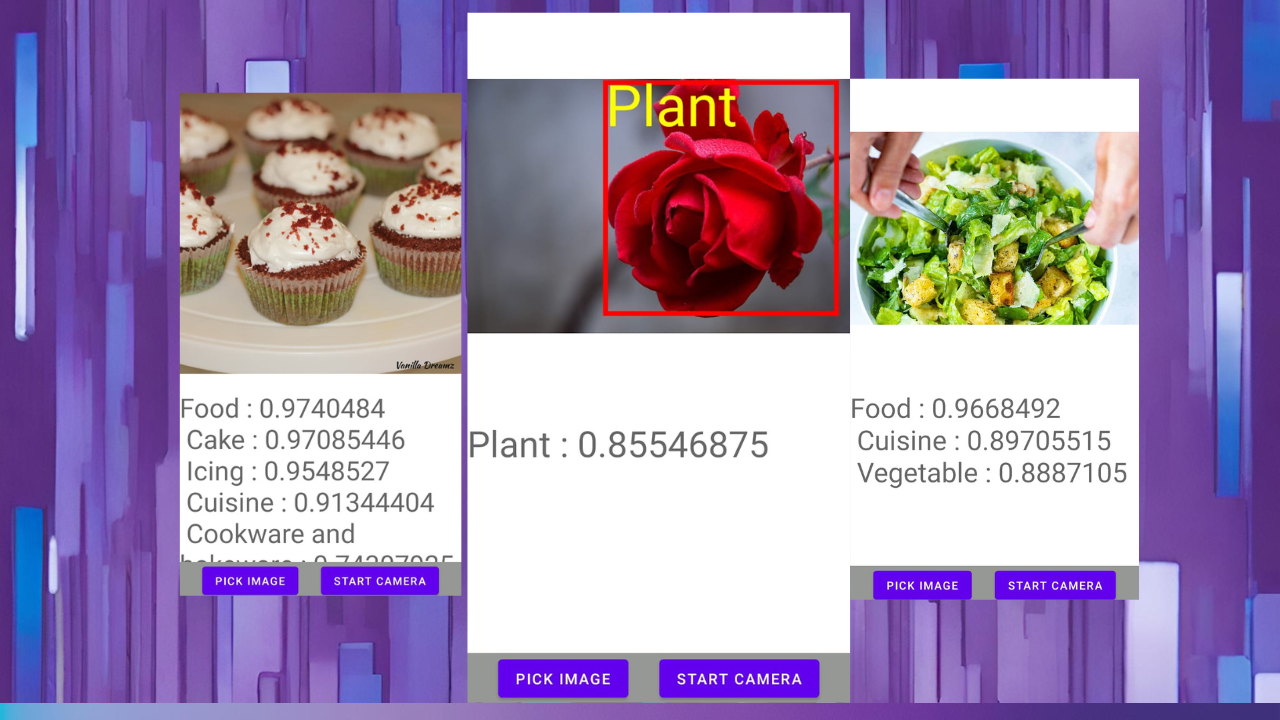 Vanilla Dreamz
Food : 0.9740484
Cake : 0.97085446
Icing : 0.9548527
Cuisine : 0.91344404
Cookware and
PICK IMAGE
START CAMERA
Plant
Plant : 0.85546875
PICK IMAGE
START CAMERA
Food : 0.9668492
Cuisine : 0.89705515
Vegetable : 0.8887105
PICK IMAGE
START CAMERA